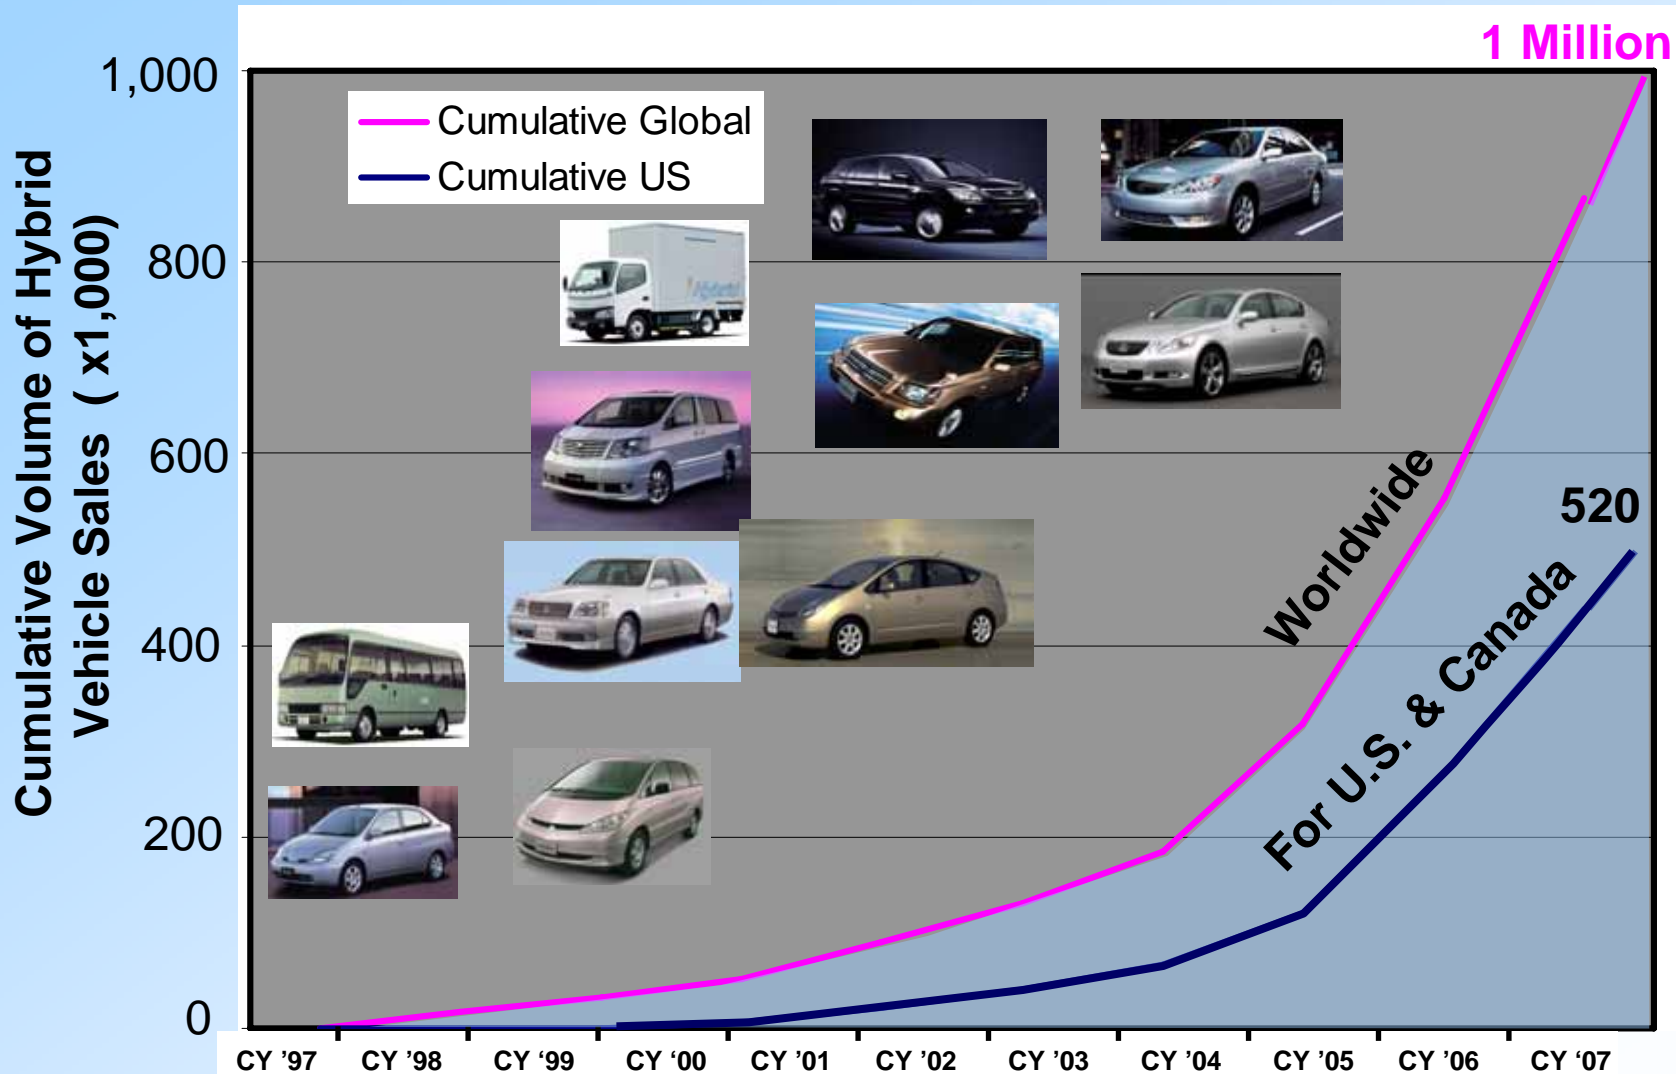 1 Million
1,000
800
600
400
200
0
Cumulative Volume of Hybrid
Vehicle Sales ( x1,000)
Cumulative Global
Cumulative US
Worldwide
For U.S. & Canada
520
CY ’97 CY ’98 CY ’99 CY ’00 CY ’01 CY ’02 CY ’03 CY ’04 CY ’05 CY ’06 CY ‘07